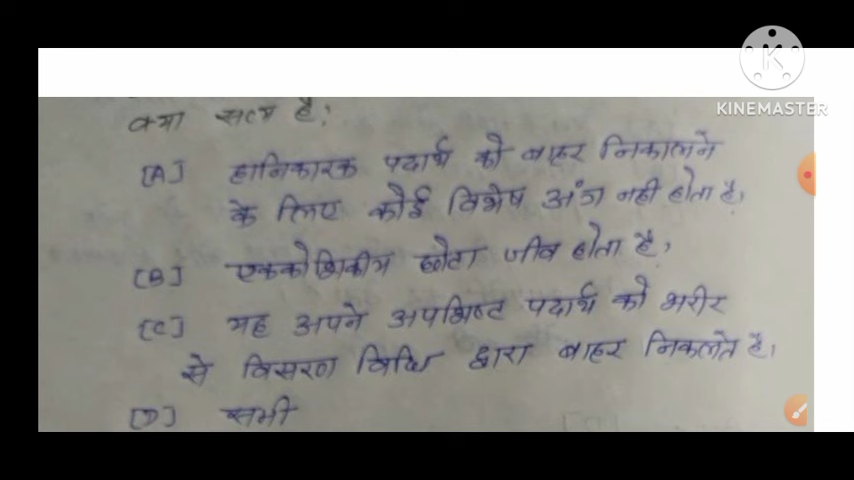 KINEMASTER
क्या सत्य है:
[A] हानिकारक पदार्थ को बाहर निकालने
के लिए कोई विशेष अंग नही होता है,
[B] एककोशिकीय छोटा जीव होता है,
[C] यह अपने अपशिष्ट पदार्थ को शरीर
से विसरण विधि द्वारा बाहर निकलते है।
[D] सभी